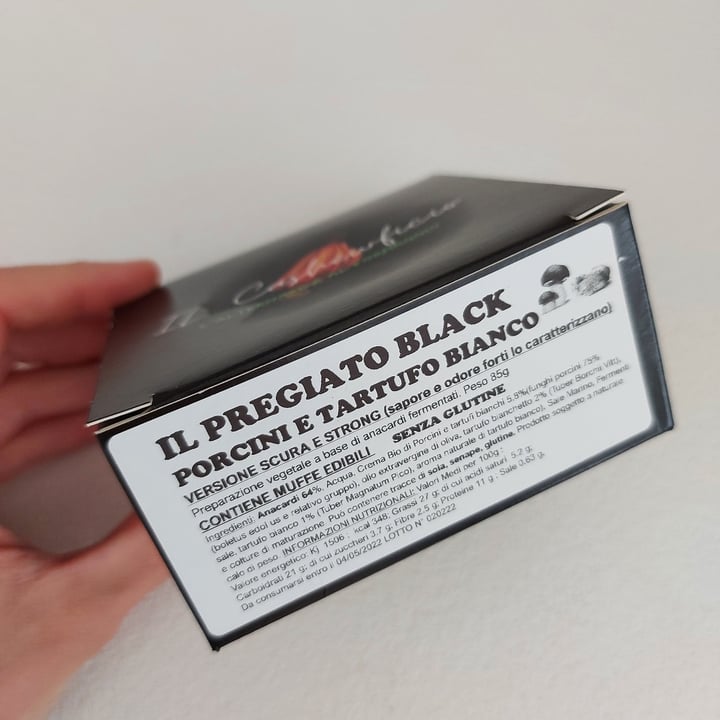 Il Cashewficio
IL PREGIATO BLACK
PORCINI E TARTUFO BIANCO
VERSIONE SCURA E STRONG (sapore e odore forti lo caratterizzano)
Preparazione vegetale a base di anacardi fermentati. Peso 85g
CONTIENE MUFFE EDIBILI SENZA GLUTINE
Ingredienti: Anacardi 64%, Acqua, Crema Bio di Porcini e tartufi bianchi 5,8% (funghi porcini 75%
(boletus edulus e relativo gruppo), olio extravergine di oliva, tartufo bianchetto 2% (Tuber Borchii Vitt),
sale, tartufo bianco 1% (Tuber Magnatum Pico), aroma naturale di tartufo bianco), Sale Marino, Fermenti
e colture di maturazione. Può contenere tracce di soia, senape, glutine. Prodotto soggetto a naturale
calo di peso. INFORMAZIONI NUTRIZIONALI: Valori Medi per 100g:
Valore energetico: Kj 1506 ; kcal 348; Grassi 27 g, di cui acidi saturi 5,2 g;
Carboidrati 21 g; di cui zuccheri 3,7 g; Fibre 2,5 g; Proteine 11 g ; Sale 0,63 g.
Da consumarsi entro il 04/05/2022 LOTTO N° 020222